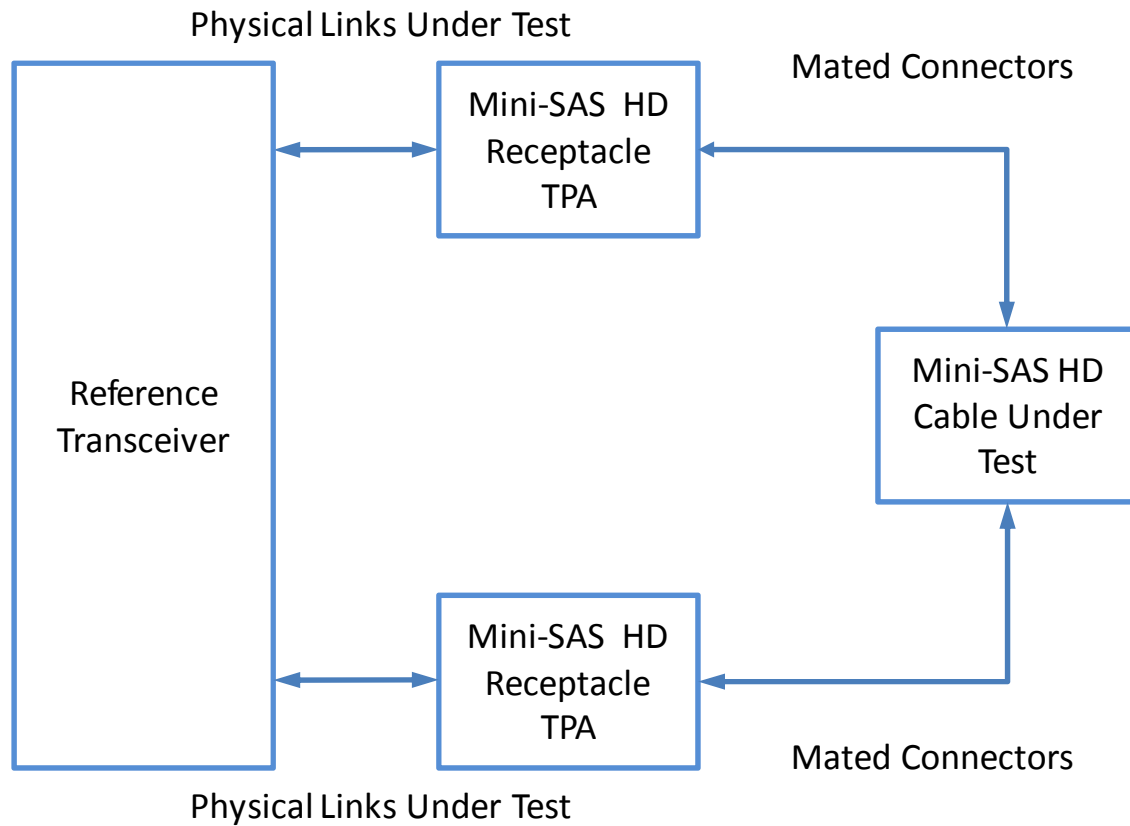 Physical Links Under Test
Mated Connectors
Mini-SAS HD
Receptacle
TPA
Reference
Transceiver
Mini-SAS HD
Cable Under
Test
Mini-SAS HD
Receptacle
TPA
Mated Connectors
Physical Links Under Test